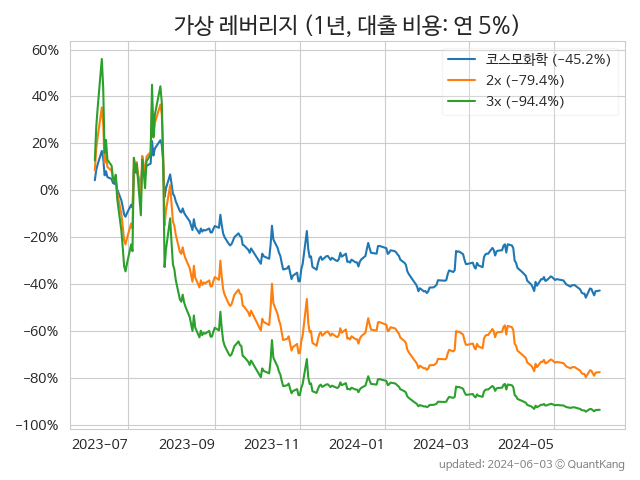 가상 레버리지 (1년, 대출 비용: 연 5%)
코스모화학 (−45.2%)
2x (−79.4%)
3x (−94.4%)
60%
40%
20%
0%
−20%
−40%
−60%
−80%
−100%
2023-07 2023-09 2023-11 2024-01 2024-03 2024-05
updated: 2024-06-03 ⓒ QuantKang